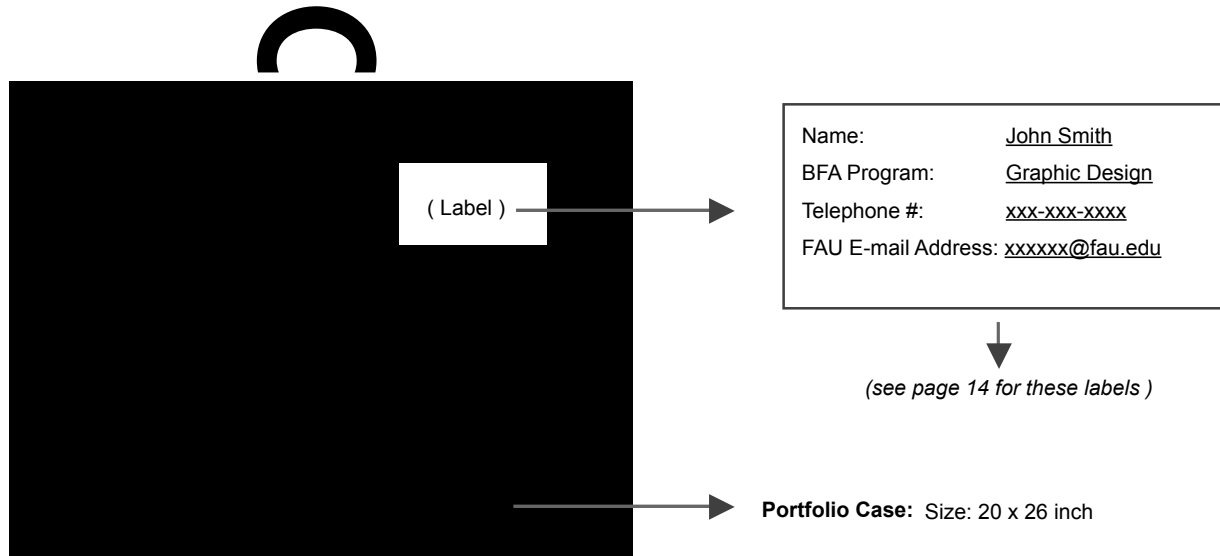 ( Label )
Name: John Smith
BFA Program: Graphic Design
Telephone #: xxx-xxx-xxxx
FAU E-mail Address: xxxxxx@fau.edu
(see page 14 for these labels )
Portfolio Case: Size: 20 x 26 inch